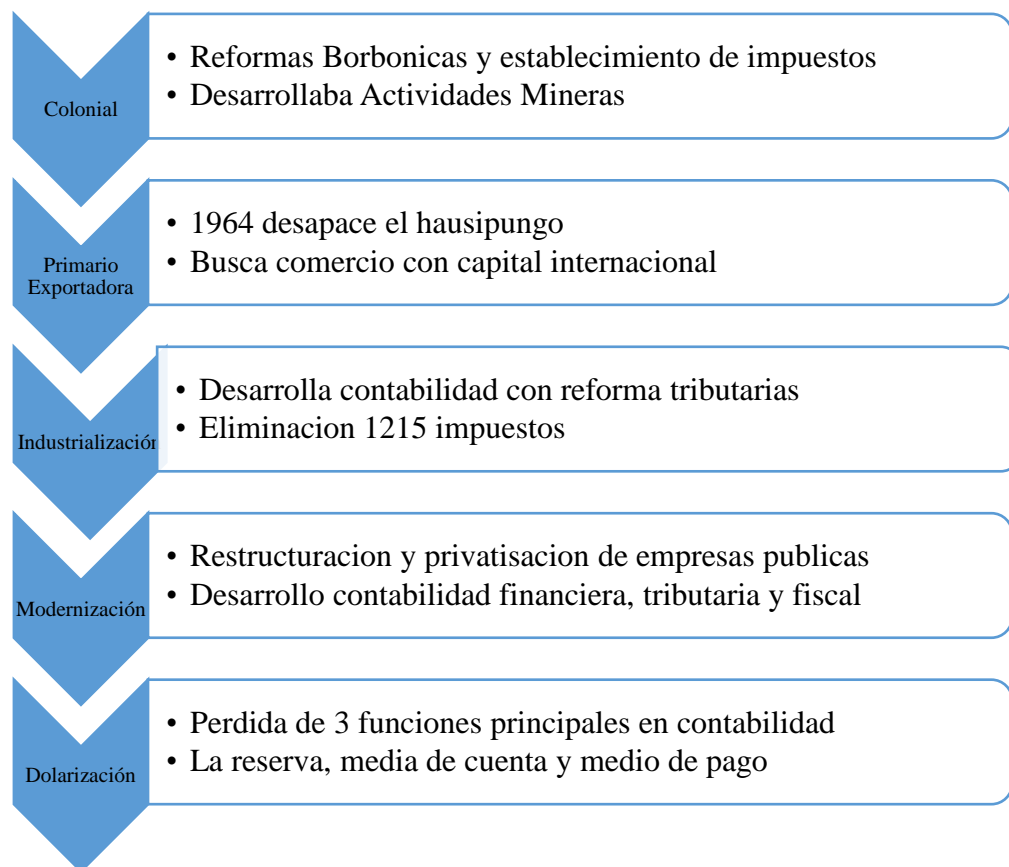 Colonial
• Reformas Borbonicas y establecimiento de impuestos
• Desarrollaba Actividades Mineras
Primario
Exportadora
• 1964 desapace el hausipungo
• Busca comercio con capital internacional
Industrialización
• Desarrolla contabilidad con reforma tributarias
• Eliminacion 1215 impuestos
Modernización
• Restructuracion y privatisacion de empresas publicas
• Desarrollo contabilidad financiera, tributaria y fiscal
Dolarización
• Perdida de 3 funciones principales en contabilidad
• La reserva, media de cuenta y medio de pago